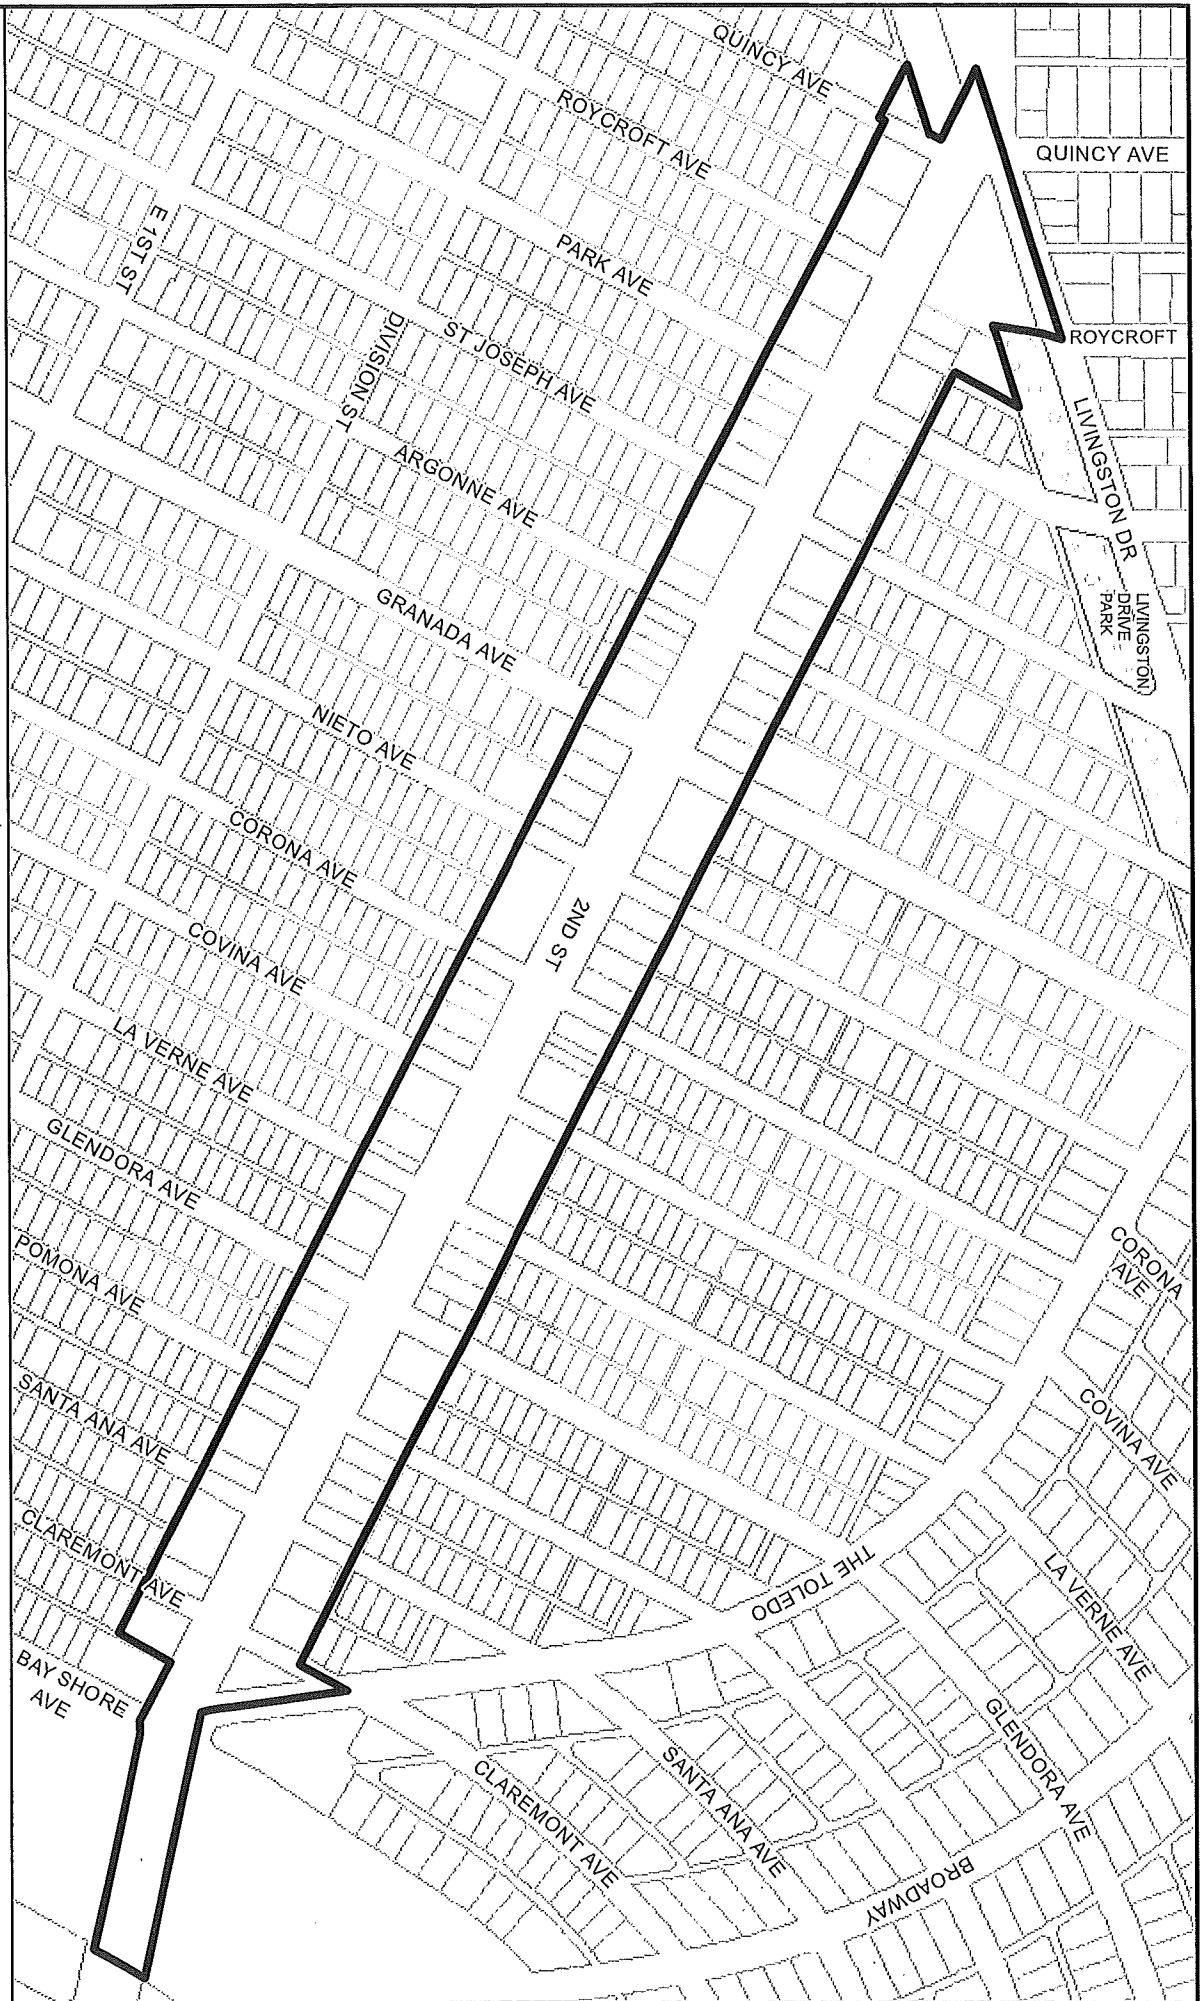 QUINCY AVE
ROYCROFT AVE
QUINCY AVE
PARK AVE
E 1ST ST
ST JOSEPH AVE
DIVISION ST
ROYCROFT
LIVINGSTON DR
ARGONNE AVE
LIVINGSTON
DRIVE
PARK
GRANADA AVE
NIETO AVE
CORONA AVE
2ND ST
COVINA AVE
LA VERNE AVE
GLENDORA AVE
POMONA AVE
CORONA
AVE
SANTA ANA AVE
COVINA AVE
CLAREMONT AVE
THE TOLEDO
LA VERNE AVE
BAY SHORE
AVE
GLENDORA AVE
SANTA ANA AVE
CLAREMONT AVE
BROADWAY